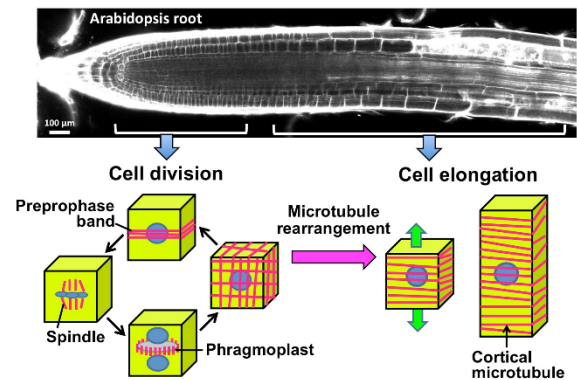 Arabidopsis root
100 µm
Cell division
Cell elongation
Preprophase
band
Microtubule
rearrangement
Spindle
Phragmoplast
Cortical
microtubule